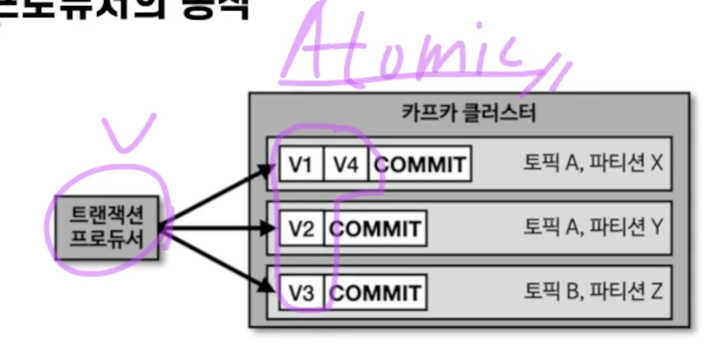 프로듀서의 동작
Atomic
카프카 클러스터
V1 V4 COMMIT 토픽 A, 파티션 X
트랜잭션
프로듀서
V2 COMMIT 토픽 A, 파티션 Y
V3 COMMIT 토픽 B, 파티션 Z